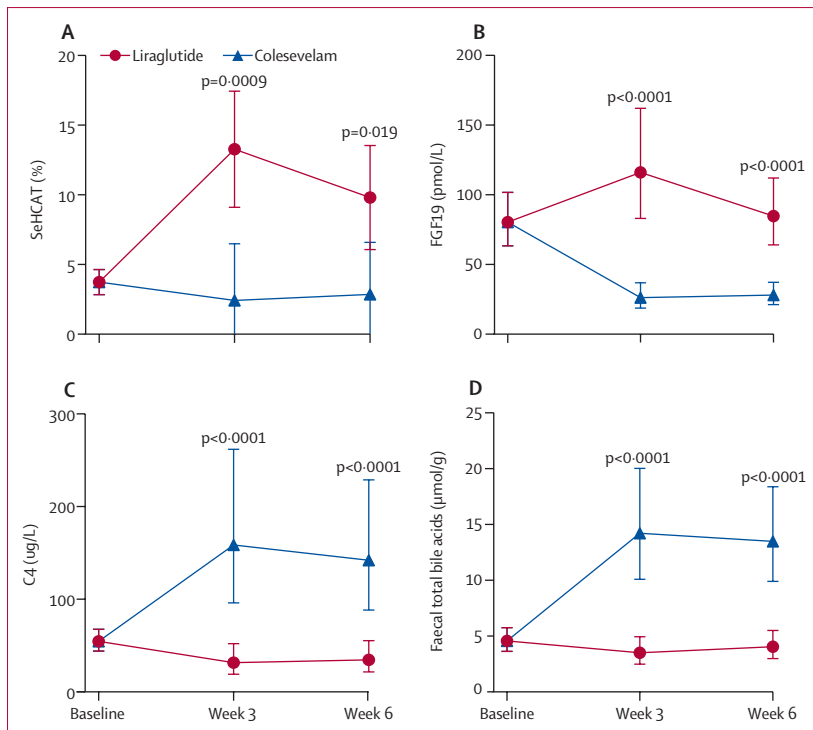 A
Liraglutide
Colesevelam
20
15
10
5
0
SeHCAT (%)
p=0·0009
p=0·019
B
200
150
100
50
0
FGF19 (pmol/L)
p<0·0001
p<0·0001
C
300
200
100
0
C4 (ug/L)
p<0·0001
p<0·0001
Baseline
Week 3
Week 6
D
25
20
15
10
5
0
Faecal total bile acids (µmol/g)
p<0·0001
p<0·0001
Baseline
Week 3
Week 6